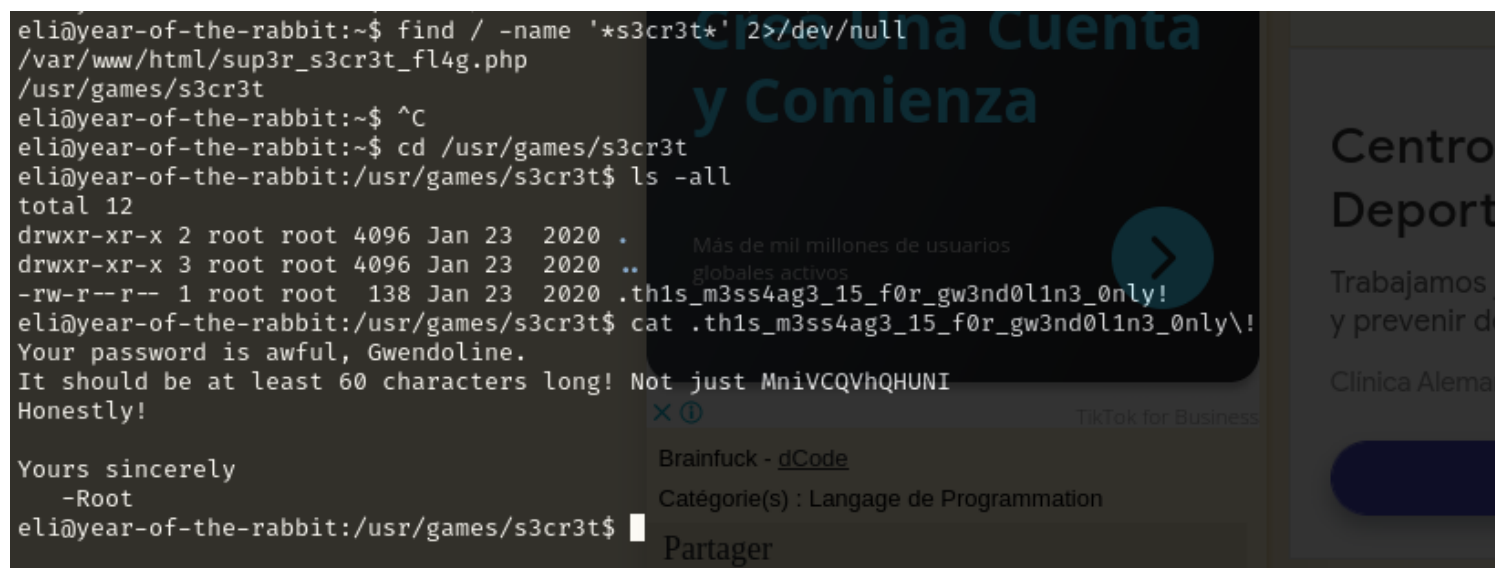 eli@year-of-the-rabbit:~$ find / -name '*s3cr3t*' 2>/dev/null
/var/www/html/sup3r_s3cr3t_fl4g.php
/usr/games/s3cr3t
eli@year-of-the-rabbit:~$ ^C
eli@year-of-the-rabbit:~$ cd /usr/games/s3cr3t
eli@year-of-the-rabbit:/usr/games/s3cr3t$ ls -all
total 12
drwxr-xr-x 2 root root 4096 Jan 23  2020 .
drwxr-xr-x 3 root root 4096 Jan 23  2020 ..
-rw-r--r-- 1 root root  138 Jan 23  2020 .th1s_m3ss4ag3_15_f0r_gw3nd0l1n3_0nly!
eli@year-of-the-rabbit:/usr/games/s3cr3t$ cat .th1s_m3ss4ag3_15_f0r_gw3nd0l1n3_0nly\!
Your password is awful, Gwendoline.
It should be at least 60 characters long! Not just MniVCQVhQHUNI
Honestly!
Yours sincerely
   -Root
eli@year-of-the-rabbit:/usr/games/s3cr3t$
Crea Una Cuenta
y Comienza
Más de mil millones de usuarios
globales activos
TikTok for Business
Brainfuck - dCode
Catégorie(s) : Langage de Programmation
Partager
Centro
Deport
Trabajamos
y prevenir d
Clínica Alema